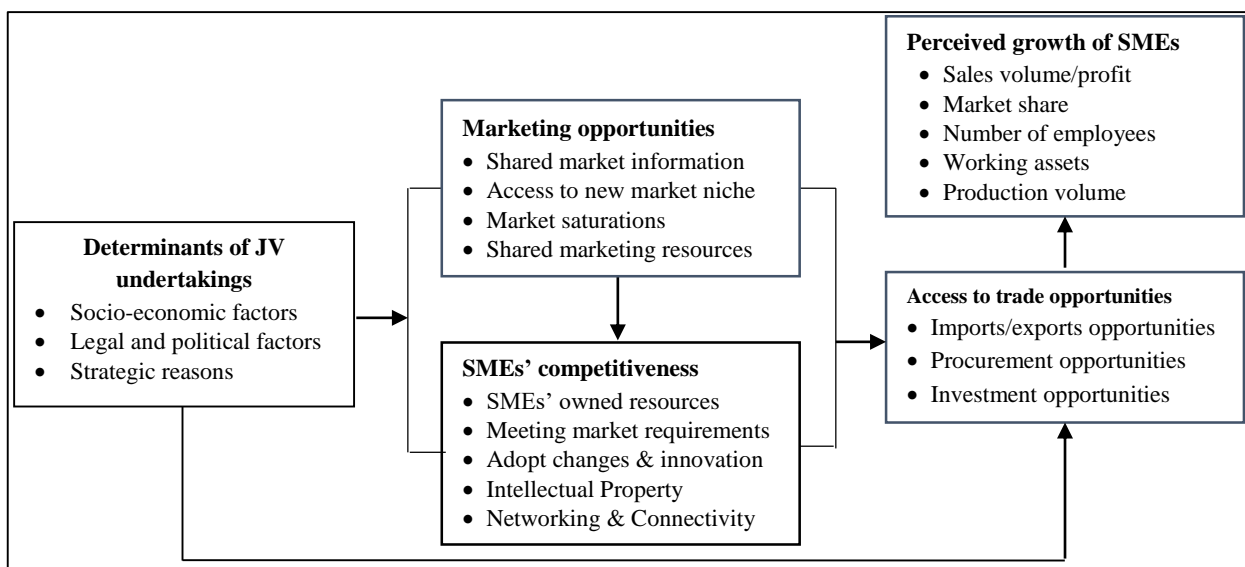 Determinants of JV
undertakings
• Socio-economic factors
• Legal and political factors
• Strategic reasons
Marketing opportunities
• Shared market information
• Access to new market niche
• Market saturations
• Shared marketing resources
SMEs’ competitiveness
• SMEs’ owned resources
• Meeting market requirements
• Adopt changes & innovation
• Intellectual Property
• Networking & Connectivity
Perceived growth of SMEs
• Sales volume/profit
• Market share
• Number of employees
• Working assets
• Production volume
Access to trade opportunities
• Imports/exports opportunities
• Procurement opportunities
• Investment opportunities